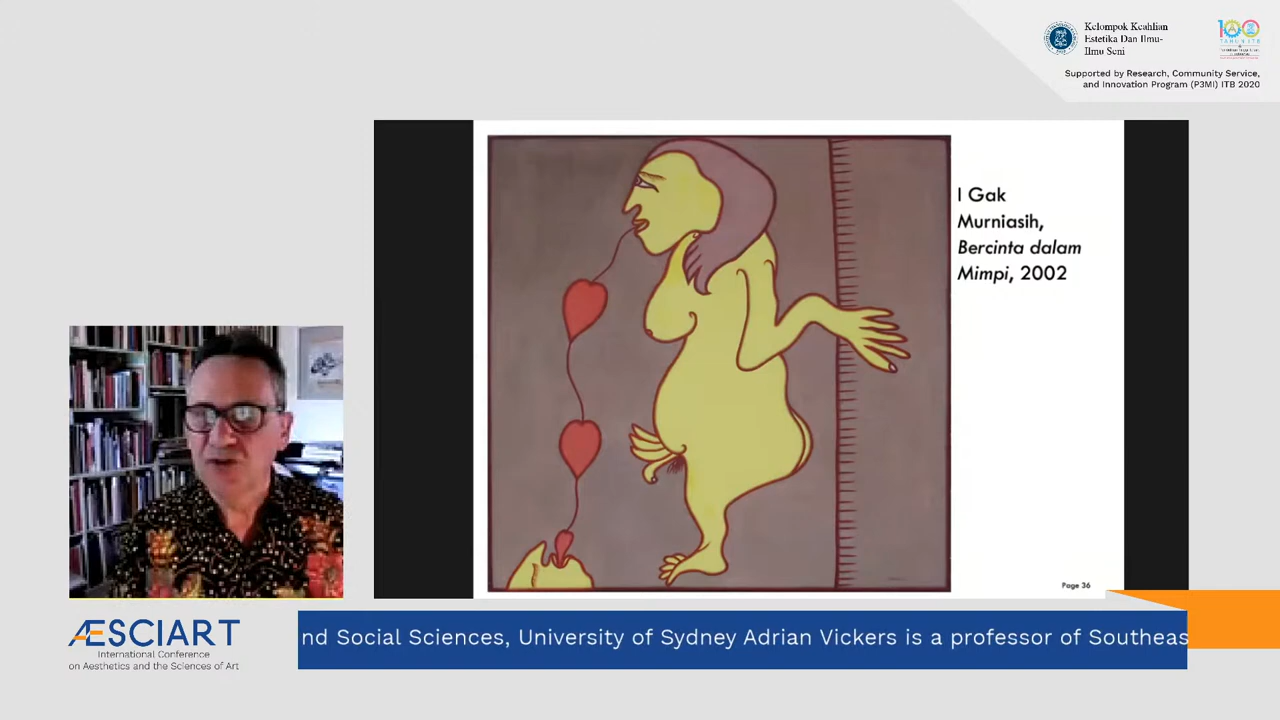 Kelompok Keahlian
Estetika Dan Ilmu-
Ilmu Seni
100
Supported by Research, Community Service,
and Innovation Program (P3MI) ITB 2020
I Gak
Murniasih,
Bercinta dalam
Mimpi, 2002
Page 36
ÆSCIART
International Conference
on Aesthetics and the Sciences of Art
nd Social Sciences, University of Sydney Adrian Vickers is a professor of Southeas